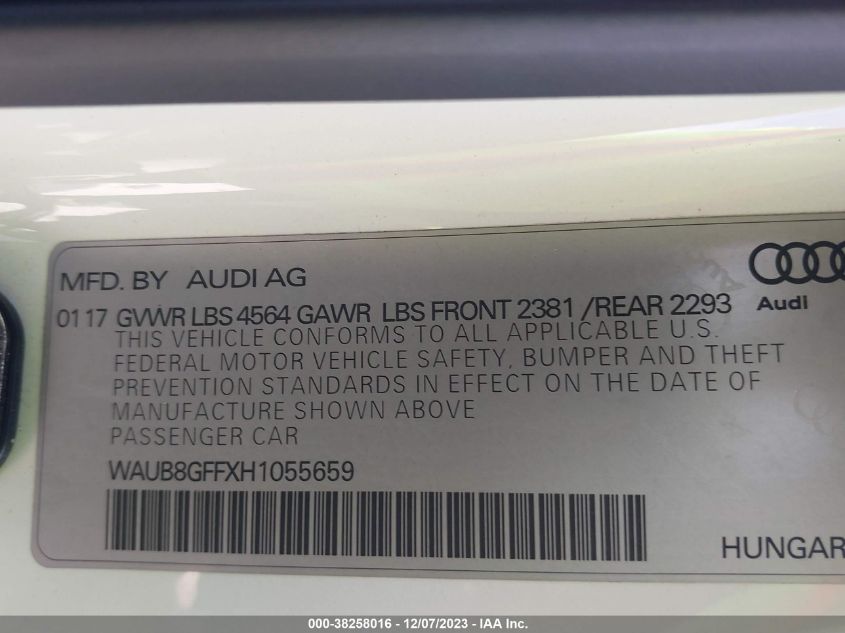 MFD. BY AUDI AG
Audi
01 17 GVWR LBS 4564 GAWR LBS FRONT 2381 /REAR 2293
THIS VEHICLE CONFORMS TO ALL APPLICABLE U.S.
FEDERAL MOTOR VEHICLE SAFETY, BUMPER AND THEFT
PREVENTION STANDARDS IN EFFECT ON THE DATE OF
MANUFACTURE SHOWN ABOVE
PASSENGER CAR
WAUB8GFFXH1055659
HUNGAR
000-38258016 - 12/07/2023 - IAA Inc.